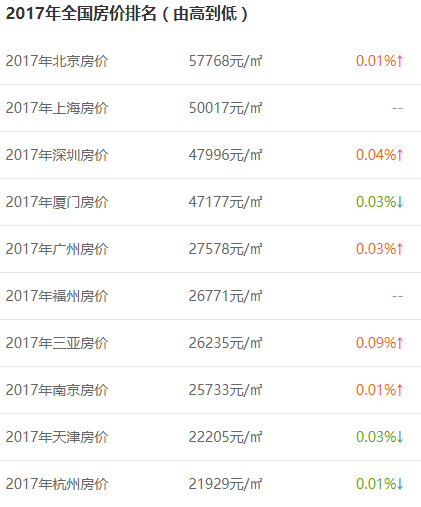 2017年全国房价排名（由高到低）
2017年北京房价 57768元/㎡ 0.01%↑
2017年上海房价 50017元/㎡ --
2017年深圳房价 47996元/㎡ 0.04%↑
2017年厦门房价 47177元/㎡ 0.03%↓
2017年广州房价 27578元/㎡ 0.03%↑
2017年福州房价 26771元/㎡ --
2017年三亚房价 26235元/㎡ 0.09%↑
2017年南京房价 25733元/㎡ 0.01%↑
2017年天津房价 22205元/㎡ 0.03%↓
2017年杭州房价 21929元/㎡ 0.01%↓